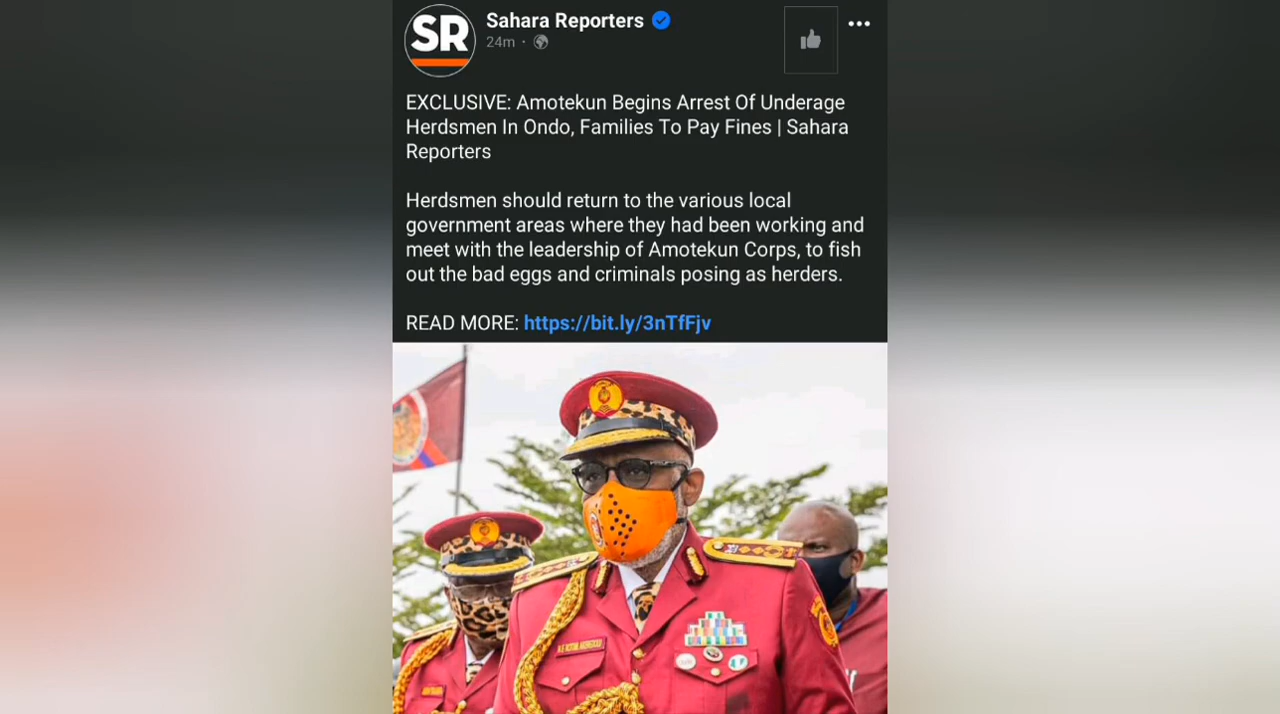 SR
Sahara Reporters
24m ·
EXCLUSIVE: Amotekun Begins Arrest Of Underage
Herdsmen In Ondo, Families To Pay Fines | Sahara
Reporters
Herdsmen should return to the various local
government areas where they had been working and
meet with the leadership of Amotekun Corps, to fish
out the bad eggs and criminals posing as herders.
READ MORE: https://bit.ly/3nTfFjv